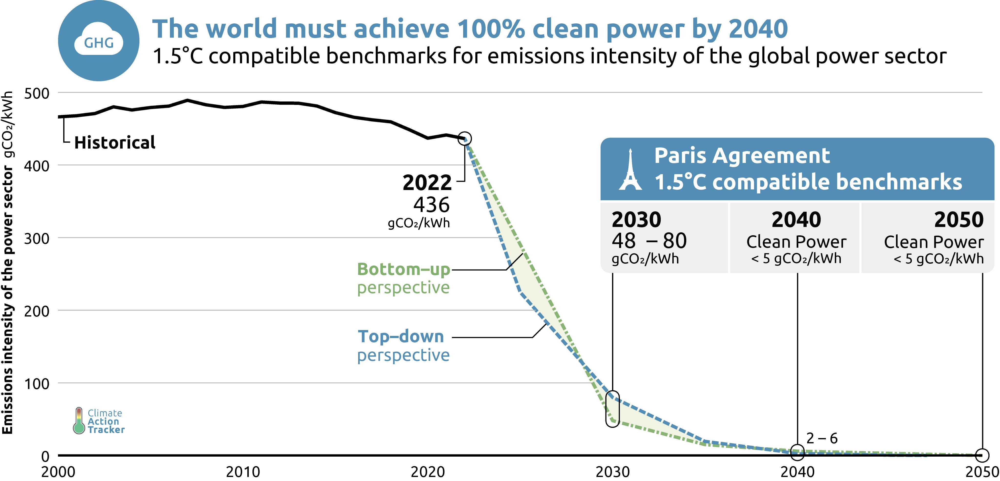 GHG
The world must achieve 100% clean power by 2040
1.5°C compatible benchmarks for emissions intensity of the global power sector
Emissions intensity of the power sector gCO₂/kWh
500
400
300
200
100
0
Historical
2022
436
gCO₂/kWh
Bottom–up
perspective
Top–down
perspective
Paris Agreement
1.5°C compatible benchmarks
2030
48 – 80
gCO₂/kWh
2040
Clean Power
< 5 gCO₂/kWh
2050
Clean Power
< 5 gCO₂/kWh
2 – 6
Climate
Action
Tracker
2000
2010
2020
2030
2040
2050